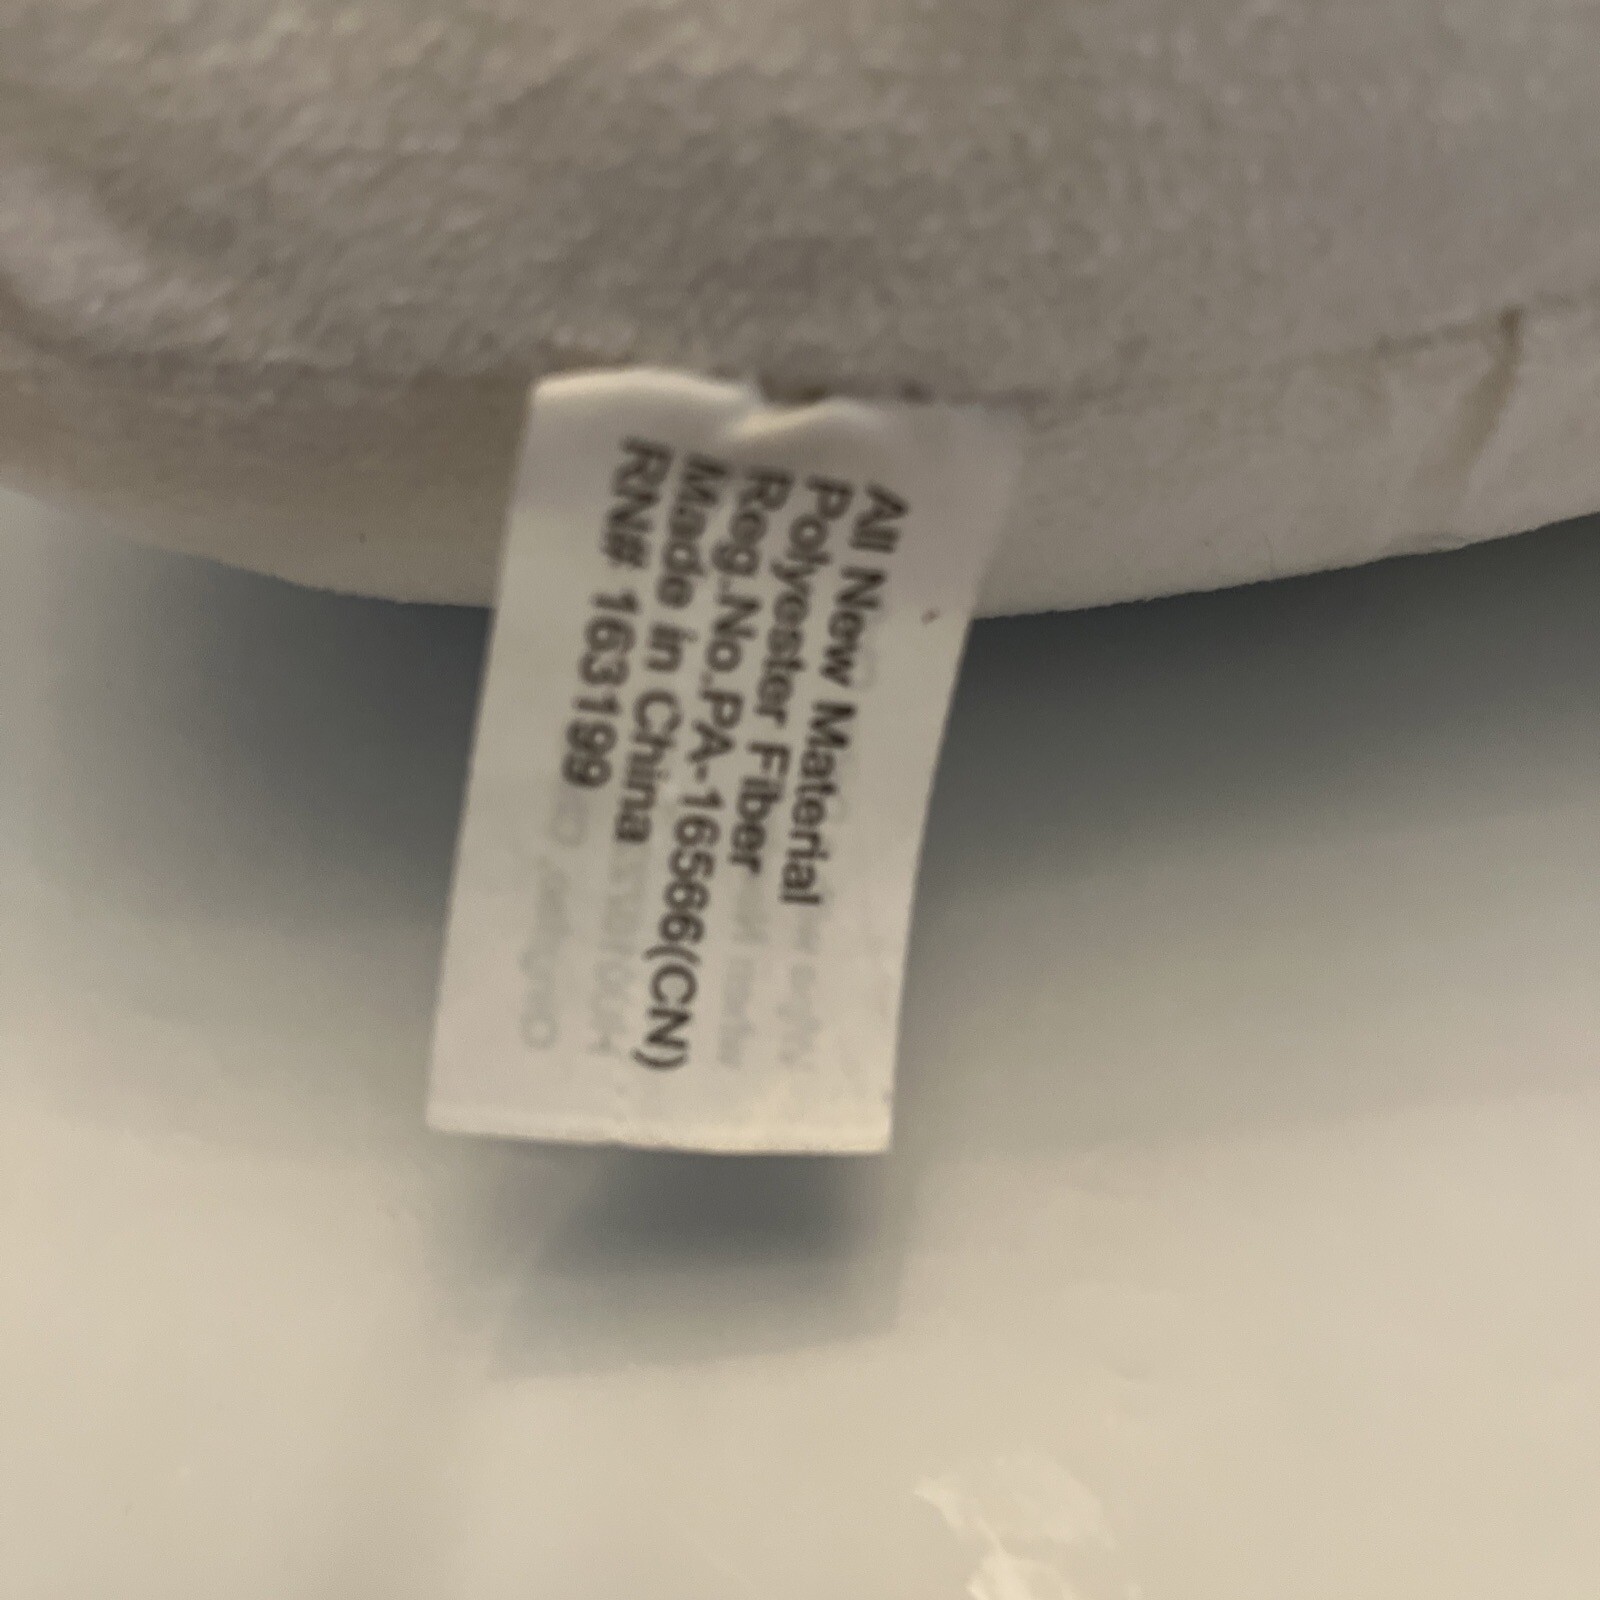 All New Material
Polyester Fiber
Reg.No.PA-16566(CN)
Made in China
RN# 163199